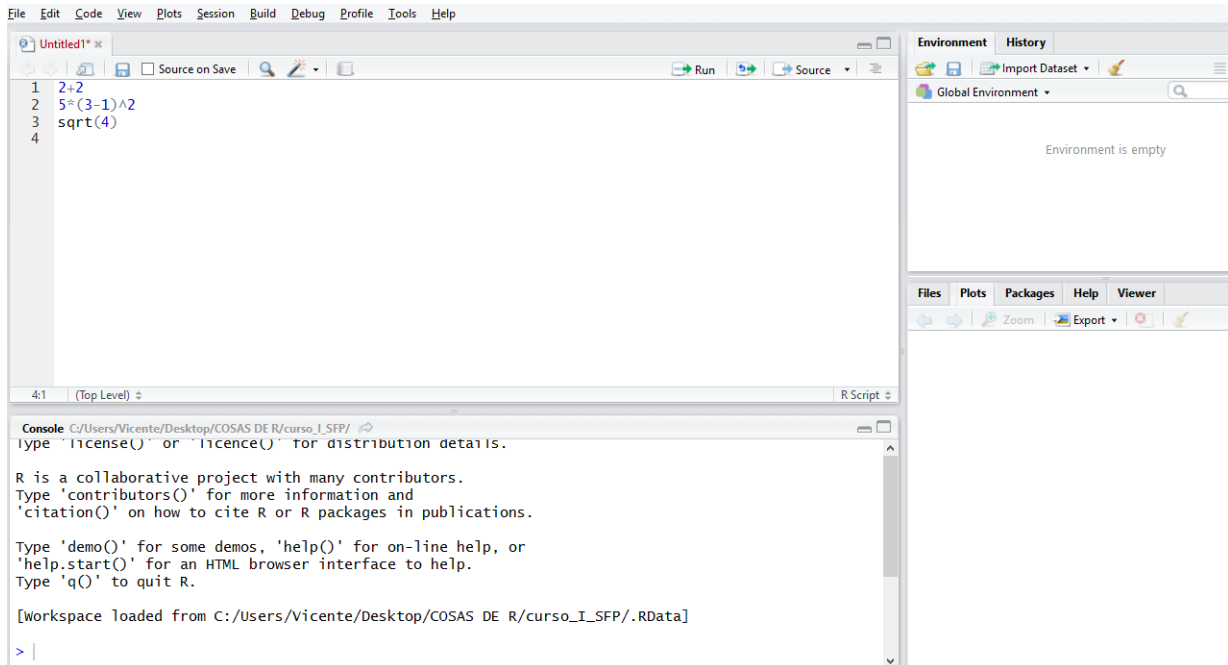 File Edit Code View Plots Session Build Debug Profile Tools Help
Untitled1*
Source on Save Run Source
1 2+2
2 5*(3-1)^2
3 sqrt(4)
4
4:1 (Top Level) R Script
Console C:/Users/Vicente/Desktop/COSAS DE R/curso_I_SFP/
Type 'license()' or 'licence()' for distribution details.
R is a collaborative project with many contributors.
Type 'contributors()' for more information and
'citation()' on how to cite R or R packages in publications.
Type 'demo()' for some demos, 'help()' for on-line help, or
'help.start()' for an HTML browser interface to help.
Type 'q()' to quit R.
[Workspace loaded from C:/Users/Vicente/Desktop/COSAS DE R/curso_I_SFP/.RData]
>
Environment History
Import Dataset
Global Environment
Environment is empty
Files Plots Packages Help Viewer
Zoom Export